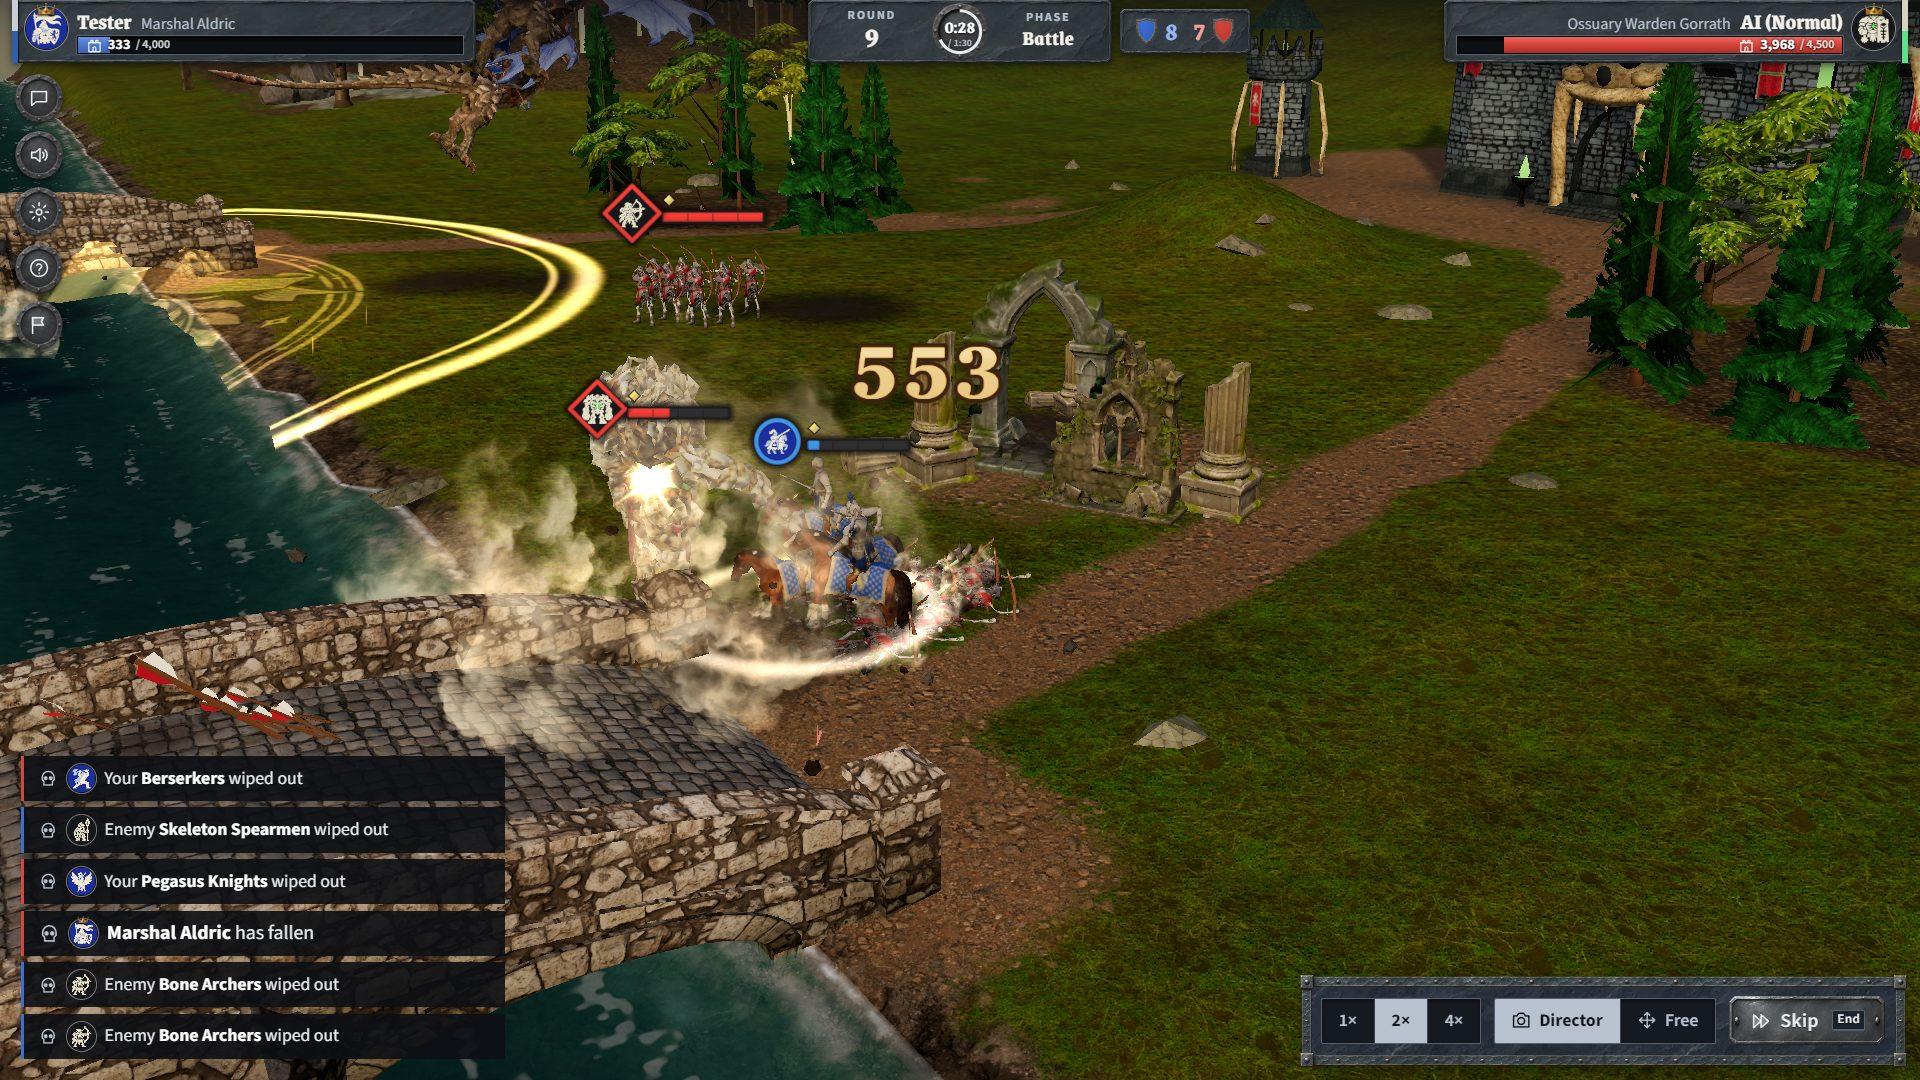 Tester Marshal Aldric
333 / 4,000
ROUND
9
0:28
/ 1:30
PHASE
Battle
8 7
Ossuary Warden Gorrath AI (Normal)
3,968 / 4,500
553
Your Berserkers wiped out
Enemy Skeleton Spearmen wiped out
Your Pegasus Knights wiped out
Marshal Aldric has fallen
Enemy Bone Archers wiped out
Enemy Bone Archers wiped out
1× 2× 4× Director Free Skip End